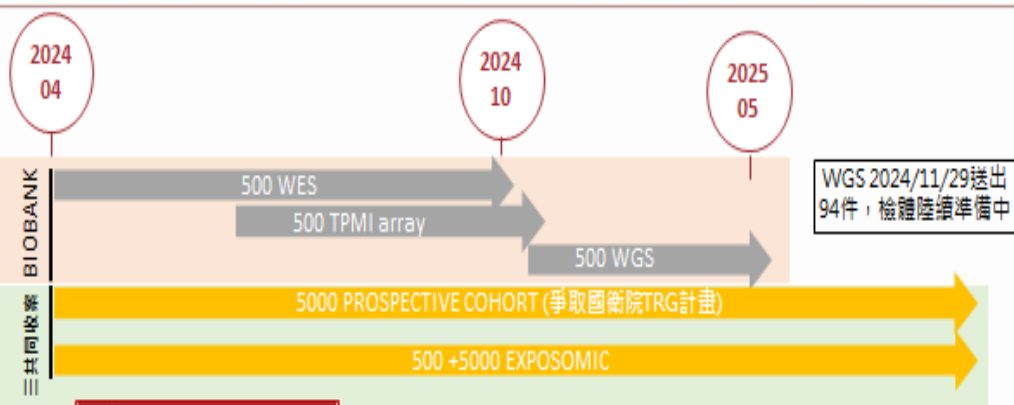 2024
04
2024
10
2025
05
BIOBANK
500 WES
500 TPMI array
500 WGS
WGS 2024/11/29送出
94件，檢體陸續準備中
三共同收案
5000 PROSPECTIVE COHORT (爭取國衛院TRG計畫)
500 +5000 EXPOSOMIC